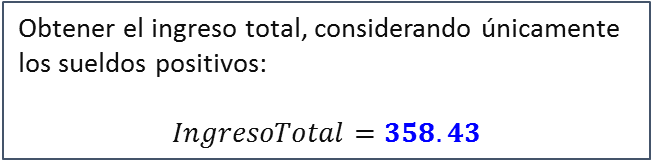 Obtener el ingreso total, considerando únicamente
los sueldos positivos:
IngresoTotal = 358.43